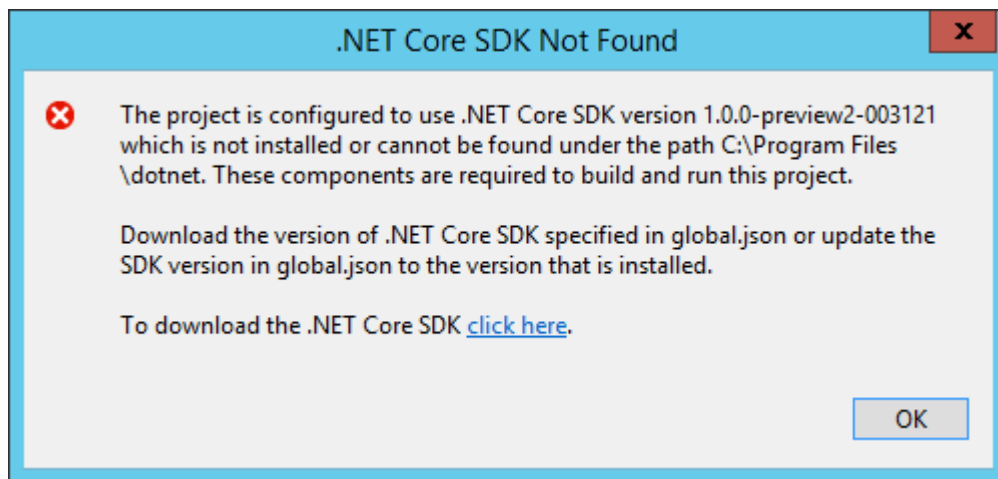 .NET Core SDK Not Found
x
The project is configured to use .NET Core SDK version 1.0.0-preview2-003121
which is not installed or cannot be found under the path C:\Program Files
\dotnet. These components are required to build and run this project.
Download the version of .NET Core SDK specified in global.json or update the
SDK version in global.json to the version that is installed.
To download the .NET Core SDK click here.
OK